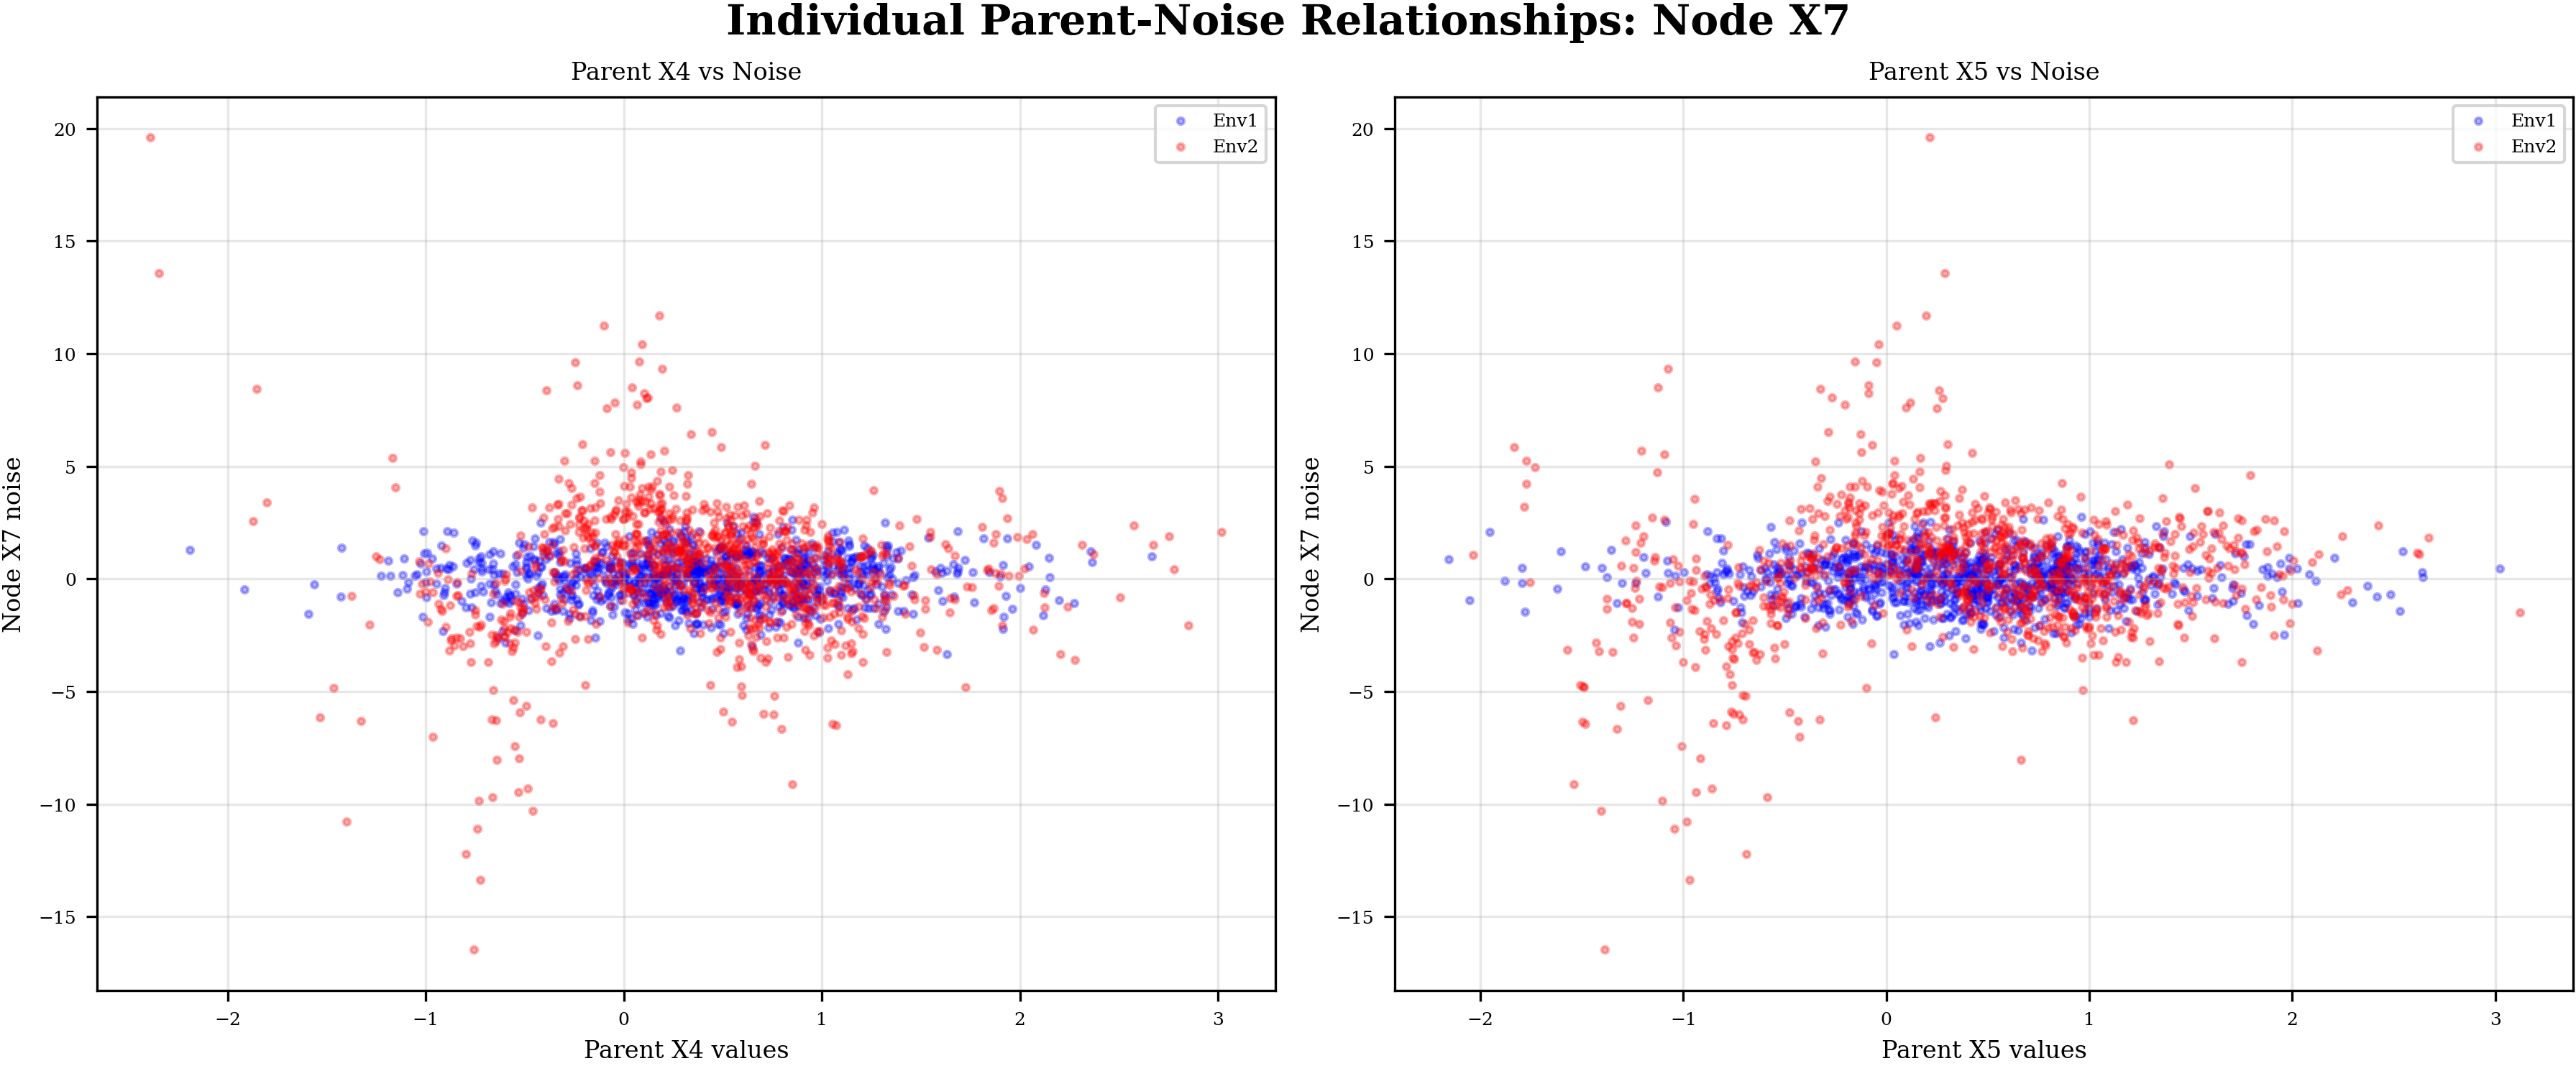 Individual Parent-Noise Relationships: Node X7
Parent X4 vs Noise
Node X7 noise
20
15
10
5
0
−5
−10
−15
−2
−1
0
1
2
3
Parent X4 values
Env1
Env2
Parent X5 vs Noise
Node X7 noise
20
15
10
5
0
−5
−10
−15
−2
−1
0
1
2
3
Parent X5 values
Env1
Env2